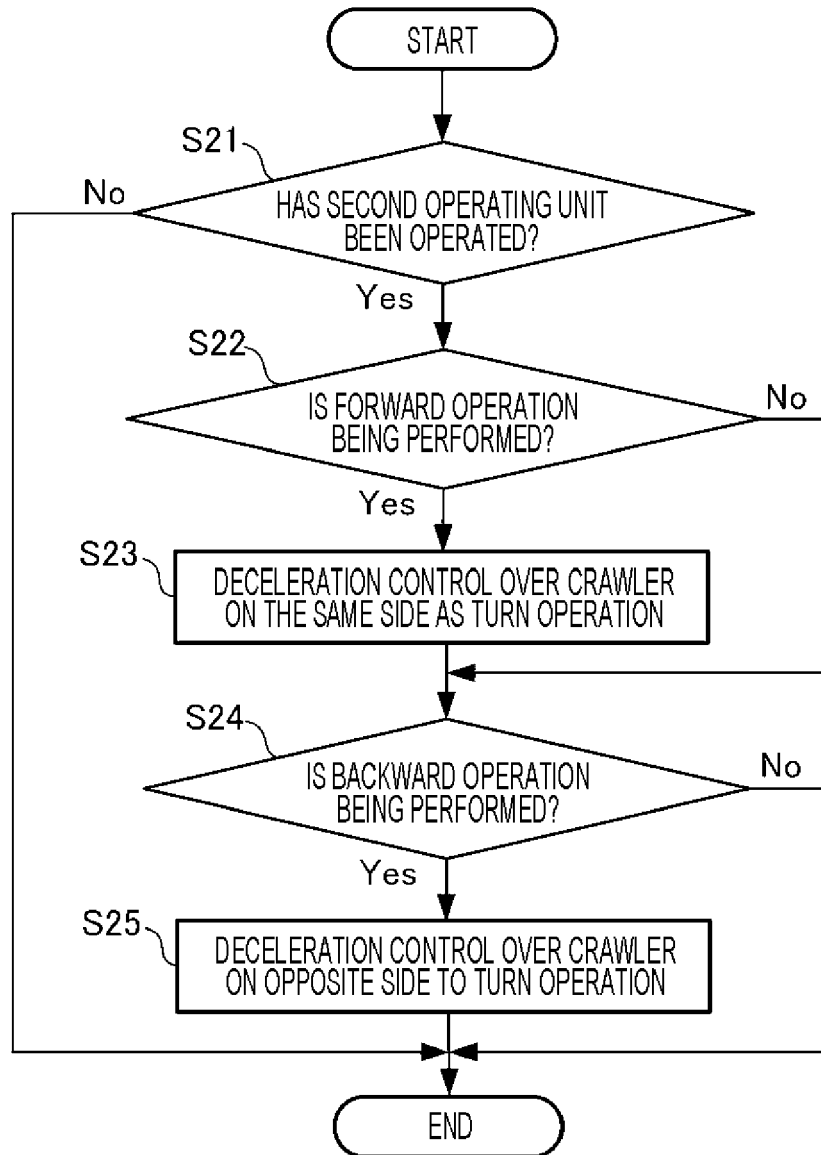 START
S21
No
HAS SECOND OPERATING UNIT
BEEN OPERATED?
Yes
S22
IS FORWARD OPERATION
BEING PERFORMED?
No
Yes
S23
DECELERATION CONTROL OVER CRAWLER
ON THE SAME SIDE AS TURN OPERATION
S24
IS BACKWARD OPERATION
BEING PERFORMED?
No
Yes
S25
DECELERATION CONTROL OVER CRAWLER
ON OPPOSITE SIDE TO TURN OPERATION
END